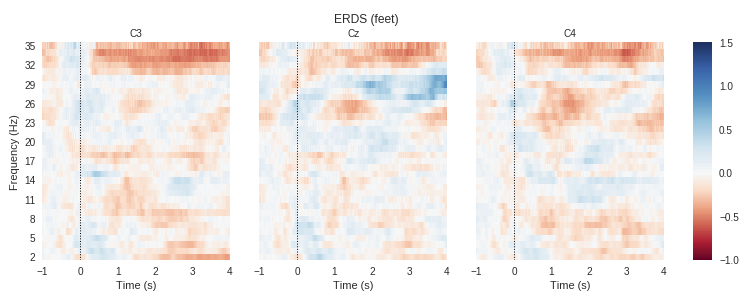 ERDS (feet)
C3
Cz
C4
Frequency (Hz)
35
32
29
26
23
20
17
14
11
8
5
2
−1 0 1 2 3 4
−1 0 1 2 3 4
−1 0 1 2 3 4
Time (s)
Time (s)
Time (s)
1.5
1.0
0.5
0.0
−0.5
−1.0